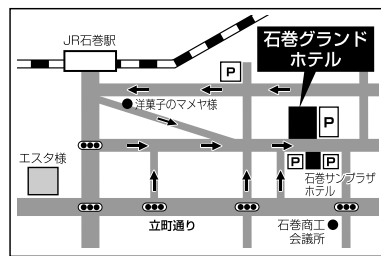 JR石巻駅
石巻グランド
ホテル
P
洋菓子のマメヤ様
P
エスタ様
P
P
石巻サンプラザ
ホテル
立町通り
石巻商工
会議所